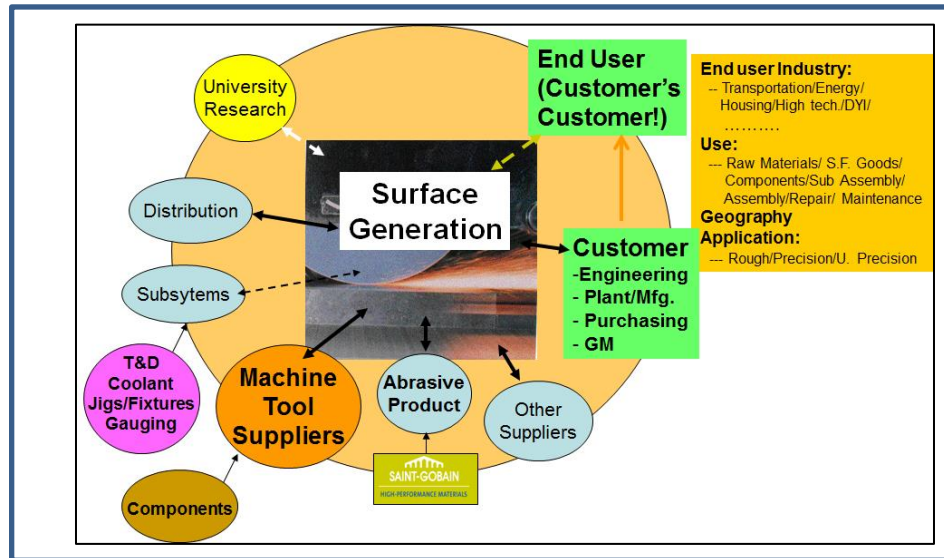 University
Research
End User
(Customer's
Customer!)
End user Industry:
-- Transportation/Energy/
Housing/High tech./DYI/
……….
Use:
--- Raw Materials/ S.F. Goods/
Components/Sub Assembly/
Assembly/Repair/ Maintenance
Geography
Application:
--- Rough/Precision/U. Precision
Surface
Generation
Distribution
Customer
-Engineering
- Plant/Mfg.
- Purchasing
- GM
Subsytems
T&D
Coolant
Jigs/Fixtures
Gauging
Machine
Tool
Suppliers
Abrasive
Product
Other
Suppliers
SAINT-GOBAIN
HIGH-PERFORMANCE MATERIALS
Components